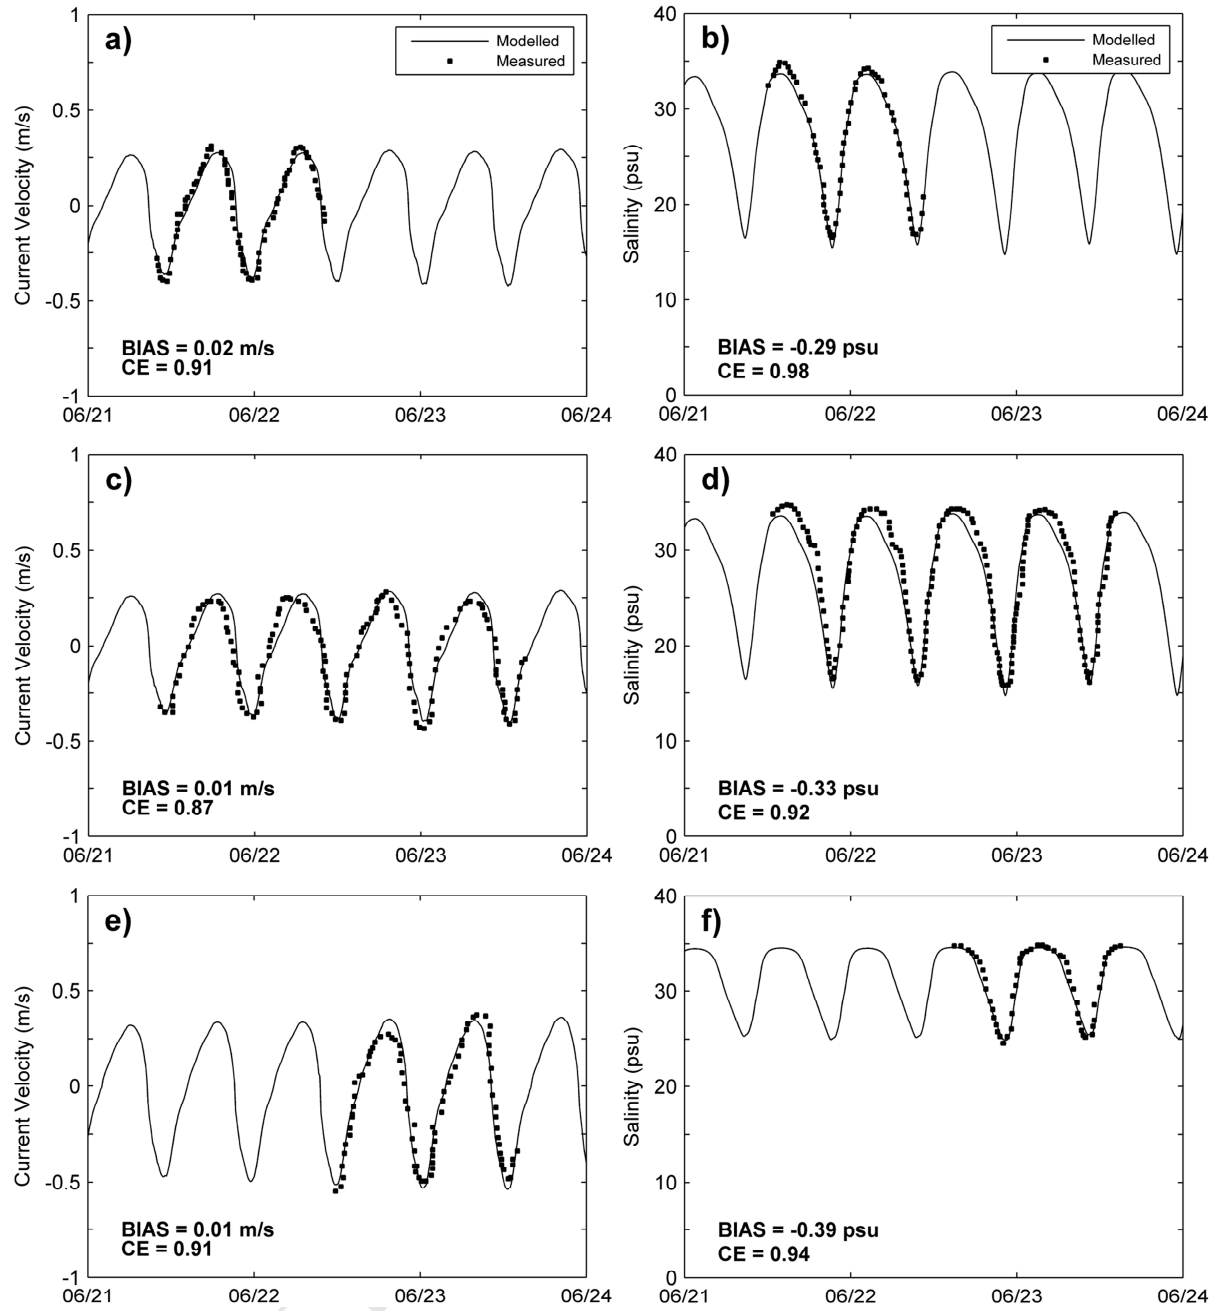 a)
1
0.5
0
-0.5
-1
Current Velocity (m/s)
Modelled
Measured
BIAS = 0.02 m/s
CE = 0.91
06/21
06/22
06/23
06/24
b)
40
30
20
10
0
Salinity (psu)
Modelled
Measured
BIAS = -0.29 psu
CE = 0.98
06/21
06/22
06/23
06/24
c)
1
0.5
0
-0.5
-1
Current Velocity (m/s)
BIAS = 0.01 m/s
CE = 0.87
06/21
06/22
06/23
06/24
d)
40
30
20
10
0
Salinity (psu)
BIAS = -0.33 psu
CE = 0.92
06/21
06/22
06/23
06/24
e)
1
0.5
0
-0.5
-1
Current Velocity (m/s)
BIAS = 0.01 m/s
CE = 0.91
06/21
06/22
06/23
06/24
f)
40
30
20
10
0
Salinity (psu)
BIAS = -0.39 psu
CE = 0.94
06/21
06/22
06/23
06/24